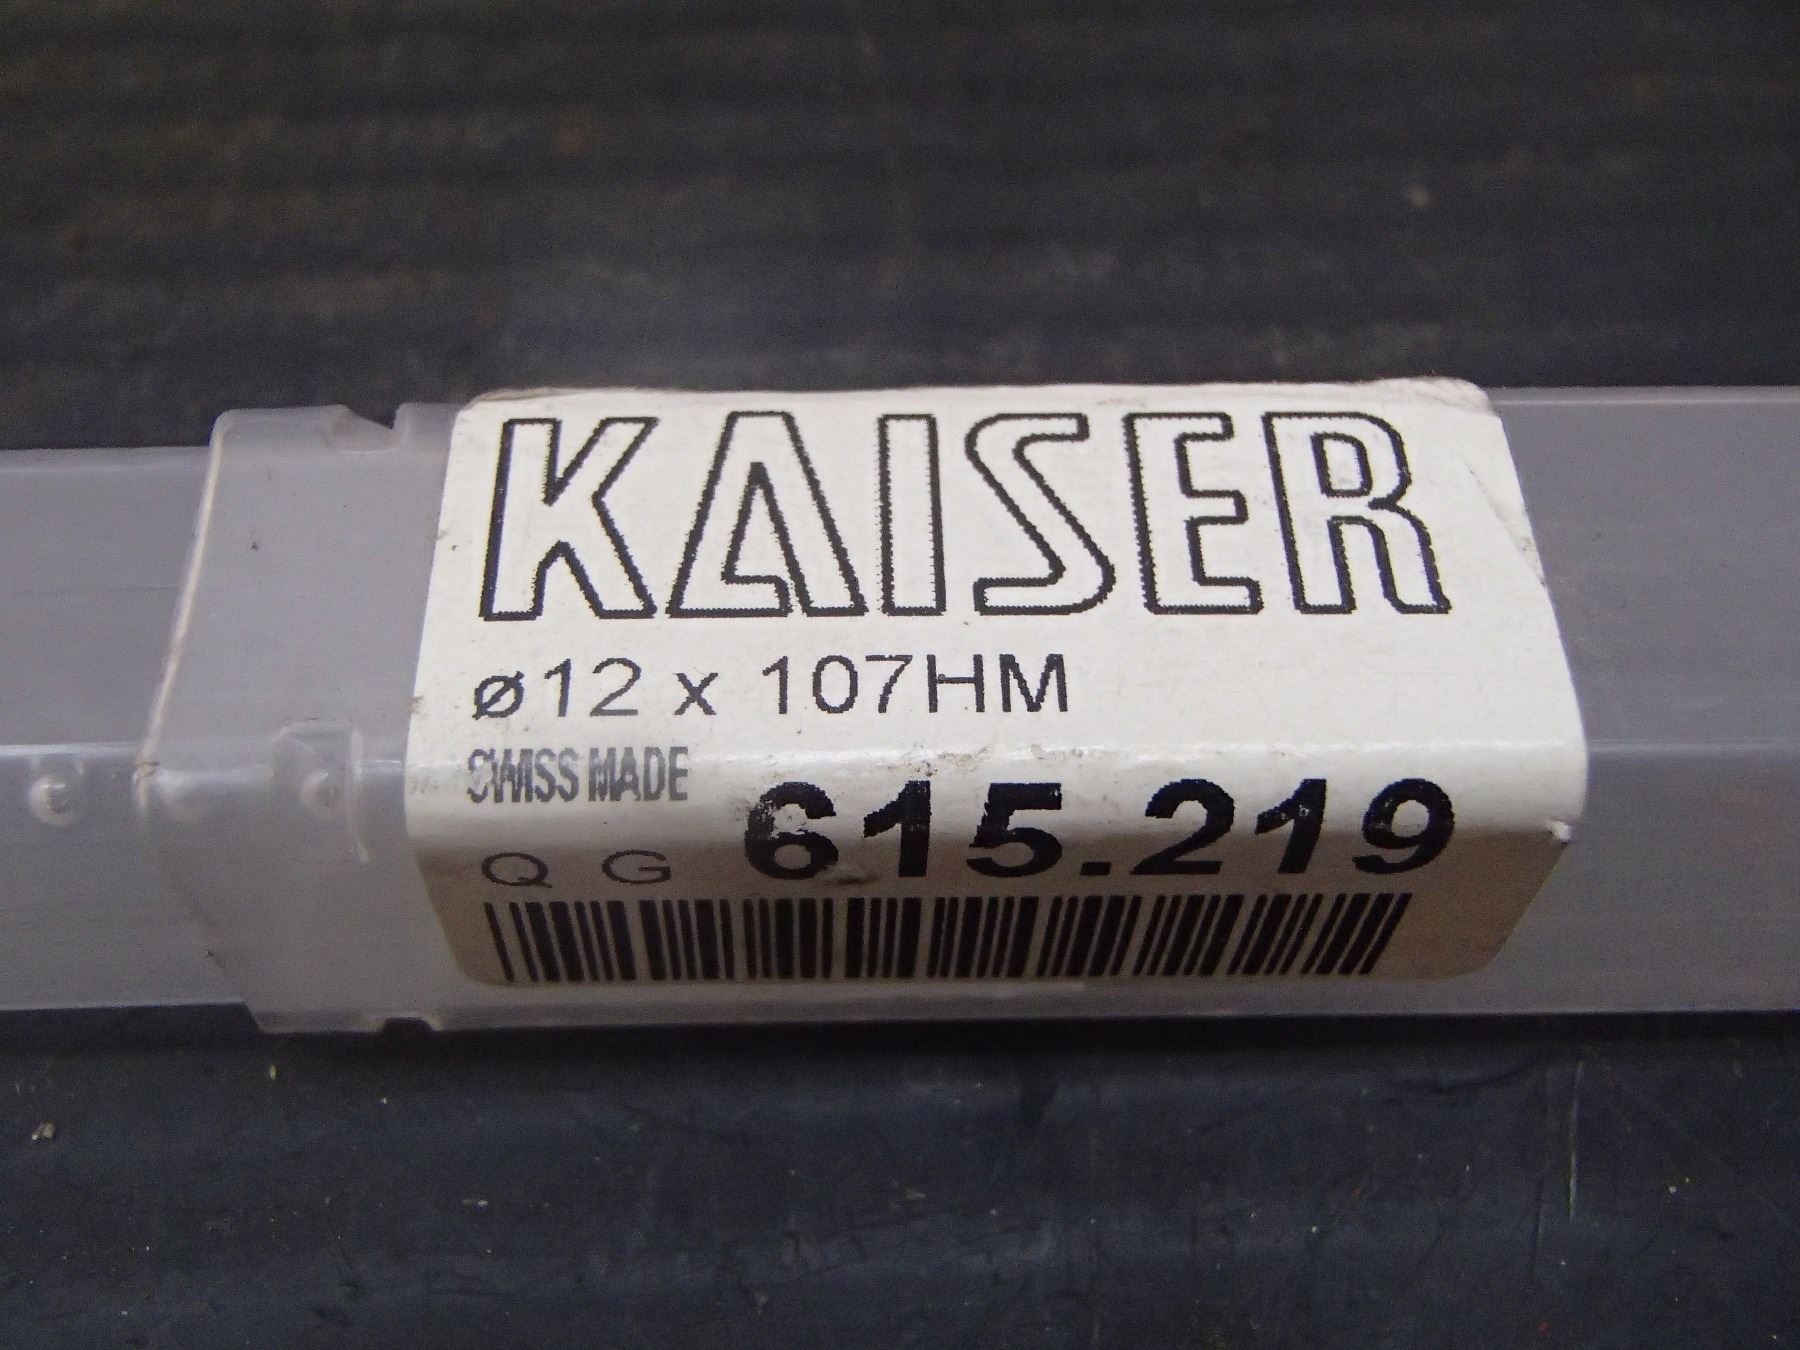 KAISER
ø12 x 107HM
SWISS MADE
Q G 615.219